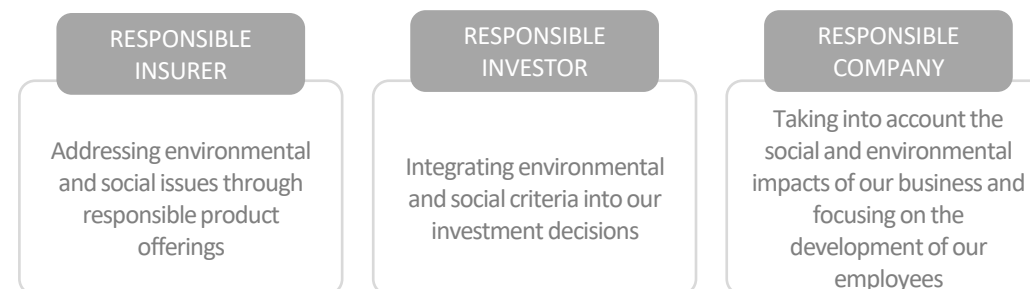 RESPONSIBLE
INSURER
Addressing environmental
and social issues through
responsible product
offerings
RESPONSIBLE
INVESTOR
Integrating environmental
and social criteria into our
investment decisions
RESPONSIBLE
COMPANY
Taking into account the
social and environmental
impacts of our business and
focusing on the
development of our
employees